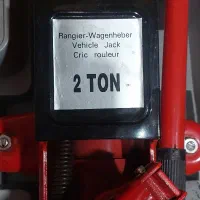 Rangier-Wagenheber
Vehicle Jack
Cric rouleur
2 TON